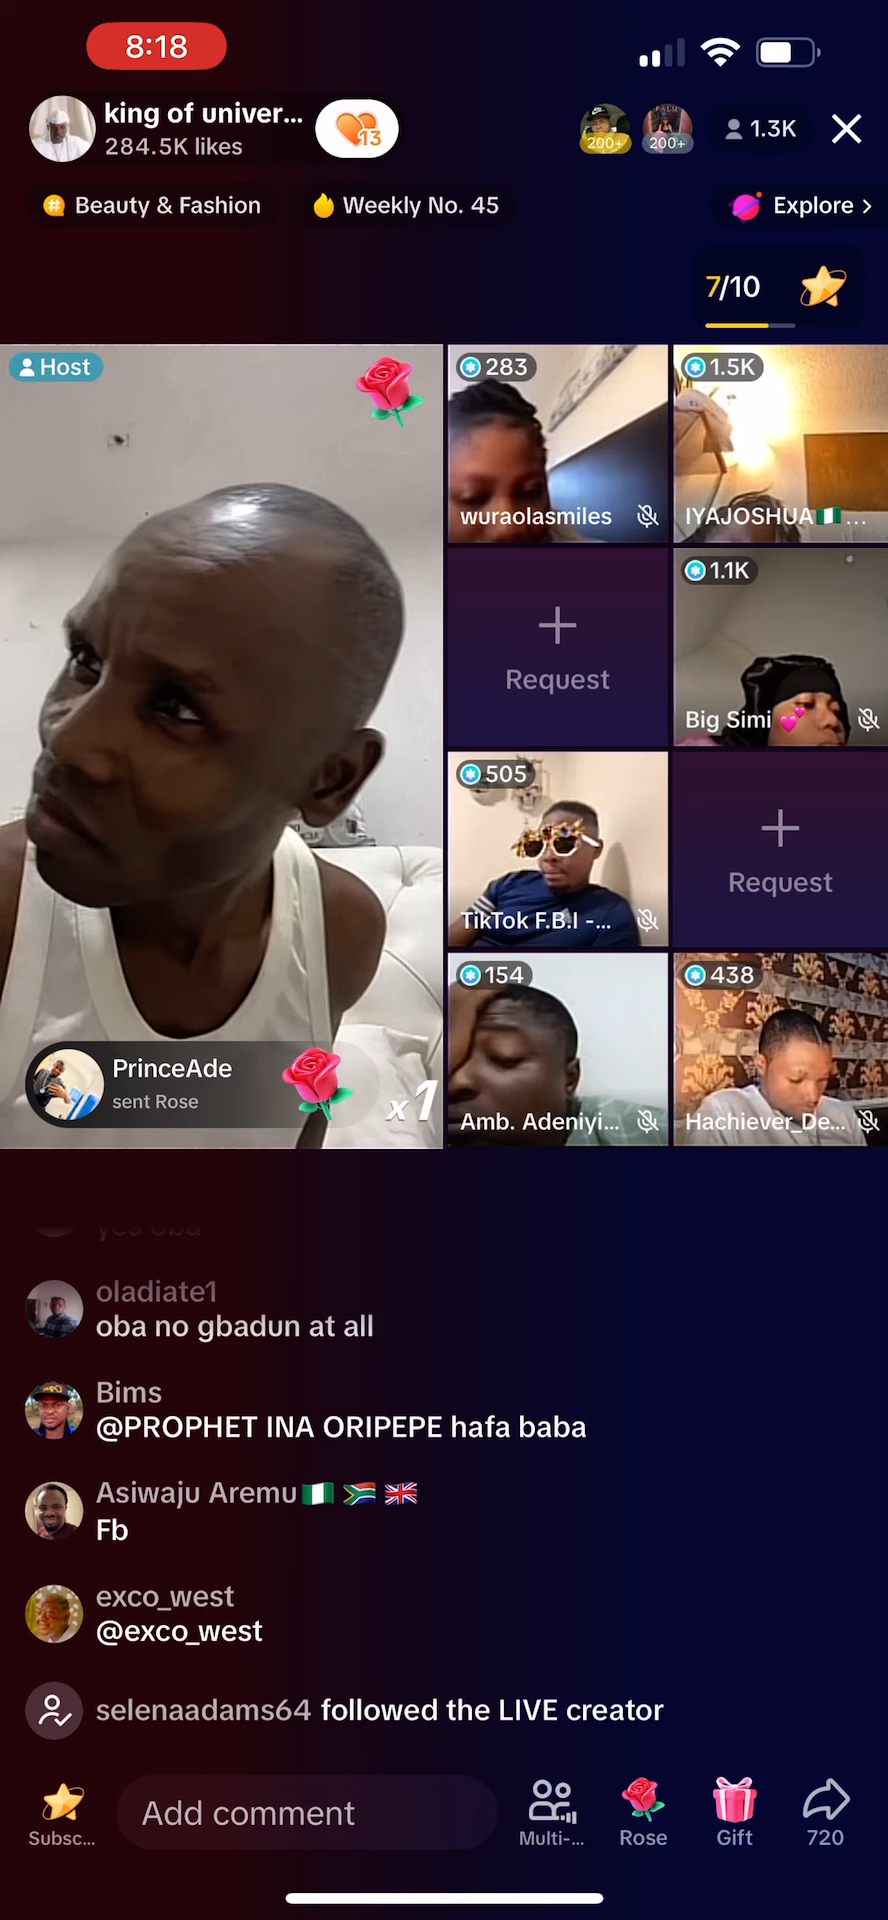 8:18
king of univer...
284.5K likes
13
200+
200+
1.3K
Beauty & Fashion
Weekly No. 45
Explore >
7/10
Host
283
wuraolasmiles
1.5K
IYAJOSHUA🇳🇬...
+
Request
1.1K
Big Simi 💕
505
TikTok F.B.I -...
+
Request
154
Amb. Adeniyi...
438
Hachiever_De...
PrinceAde
sent Rose
x1
yes oba
oladiate1
oba no gbadun at all
Bims
@PROPHET INA ORIPEPE hafa baba
Asiwaju Aremu🇳🇬 🇿🇦 🇬🇧
Fb
exco_west
@exco_west
selenaadams64 followed the LIVE creator
Subsc...
Add comment
Multi-...
Rose
Gift
720